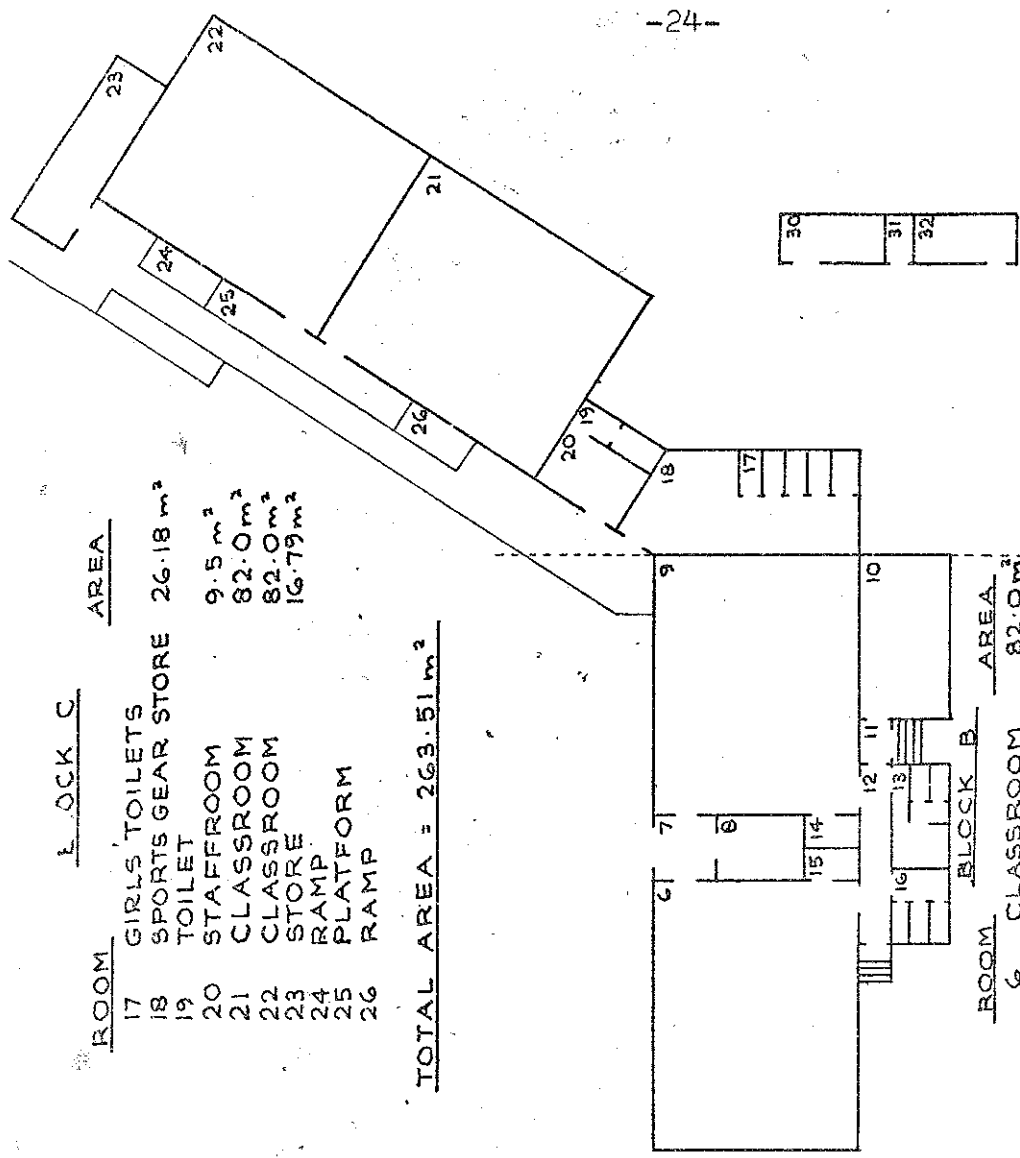 -24-
BLOCK C
ROOM AREA
17 GIRLS' TOILETS
18 SPORTS GEAR STORE 26.18 m²
19 TOILET
20 STAFFROOM 9.5 m²
21 CLASSROOM 82.0 m²
22 CLASSROOM 82.0 m²
23 STORE 16.79 m²
24 RAMP
25 PLATFORM
26 RAMP
TOTAL AREA = 263.51 m²
22
23
21
24
25
26
20
19
18
17
30
31
32
9
10
7
8
6
11
12
13
14
15
16
BLOCK B
ROOM AREA
6 CLASSROOM 82.0 m²